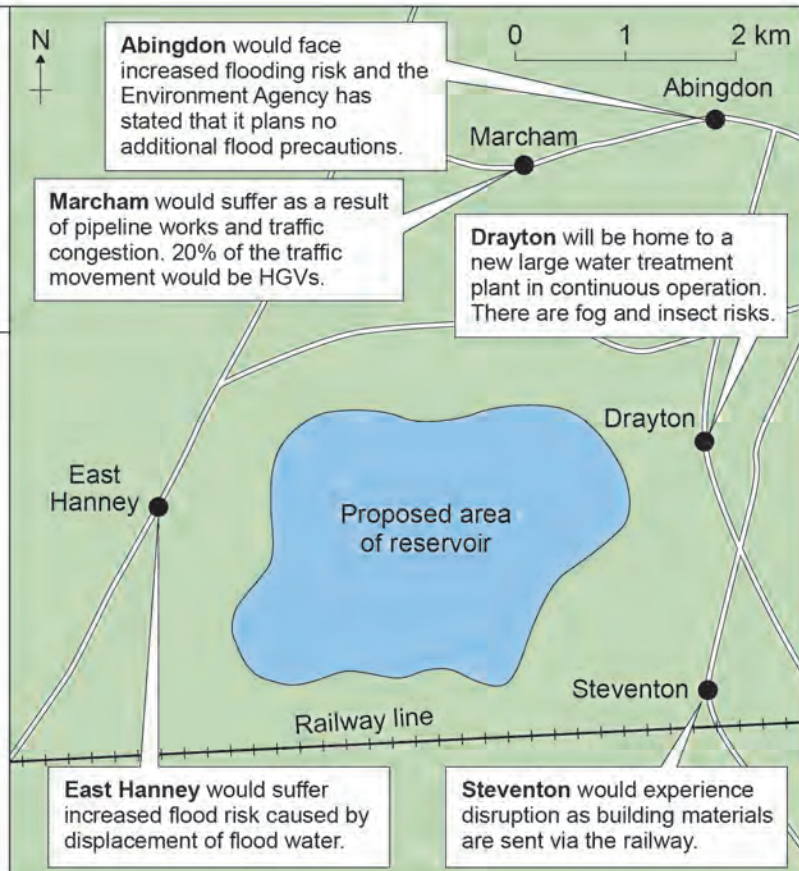 N
Abingdon would face
increased flooding risk and the
Environment Agency has
stated that it plans no
additional flood precautions.
0 1 2 km
Abingdon
Marcham
Marcham would suffer as a result
of pipeline works and traffic
congestion. 20% of the traffic
movement would be HGVs.
Drayton will be home to a
new large water treatment
plant in continuous operation.
There are fog and insect risks.
Drayton
East
Hanney
Proposed area
of reservoir
Steventon
Railway line
East Hanney would suffer
increased flood risk caused by
displacement of flood water.
Steventon would experience
disruption as building materials
are sent via the railway.